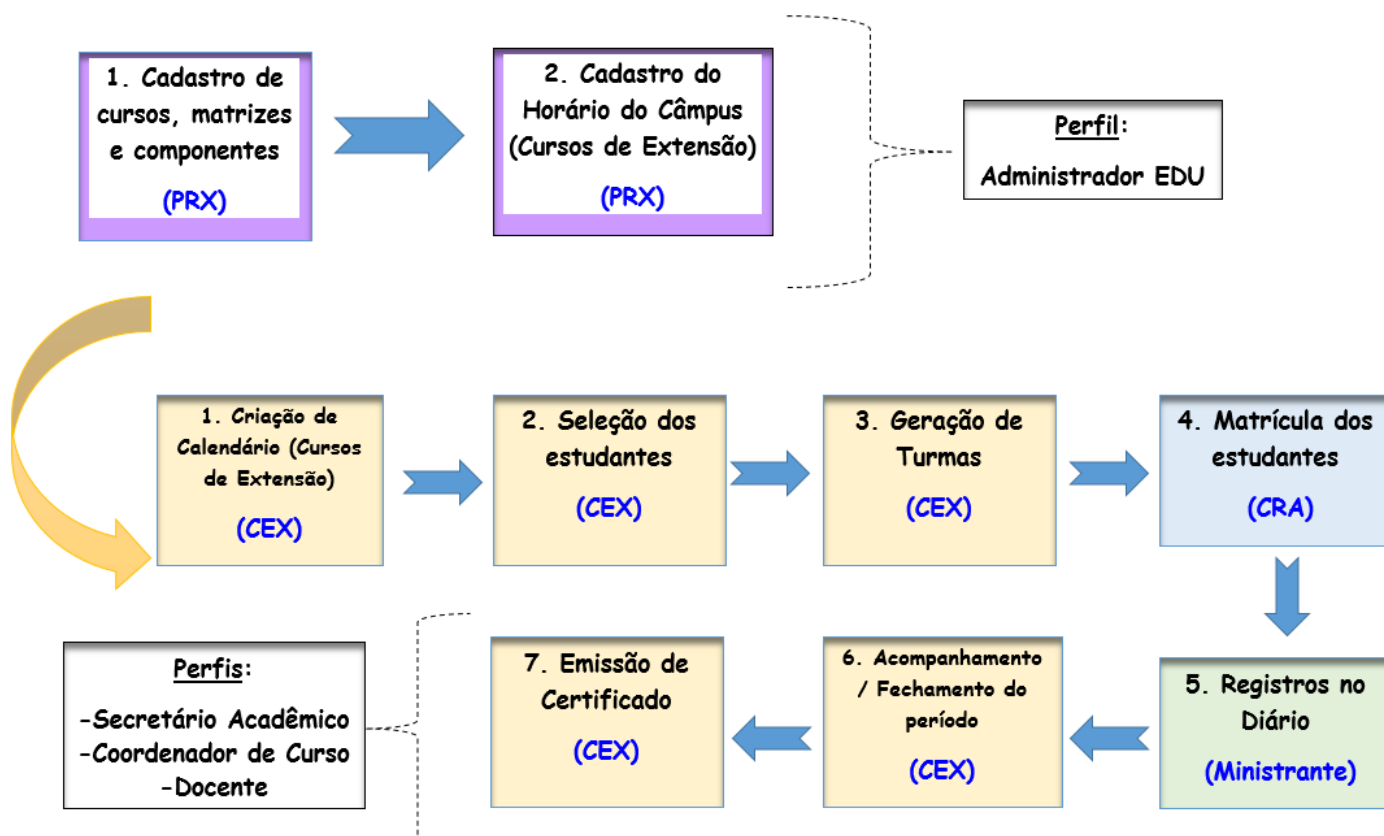 1. Cadastro de
cursos, matrizes
e componentes
(PRX)
2. Cadastro do
Horário do Câmpus
(Cursos de Extensão)
(PRX)
Perfil:
Administrador EDU
1. Criação de
Calendário (Cursos
de Extensão)
(CEX)
2. Seleção dos
estudantes
(CEX)
3. Geração de
Turmas
(CEX)
4. Matrícula dos
estudantes
(CRA)
5. Registros no
Diário
(Ministrante)
6. Acompanhamento
/ Fechamento do
período
(CEX)
7. Emissão de
Certificado
(CEX)
Perfis:
-Secretário Acadêmico
-Coordenador de Curso
-Docente